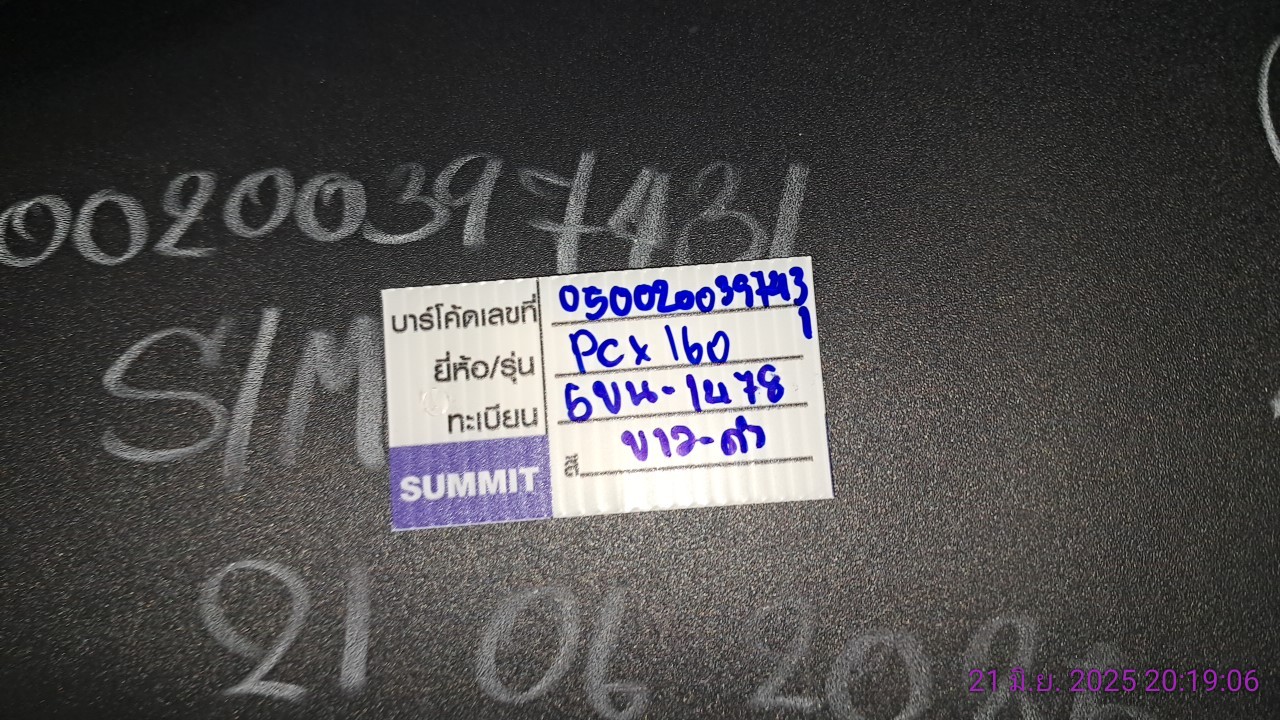 00200397431
S/M
บาร์โค้ดเลขที่ 0500200397431
ยี่ห้อ/รุ่น PCX 160
ทะเบียน 6ขน-1478
สี ขาว-ดำ
SUMMIT
21 06 2025
21 มิ.ย. 2025 20:19:06